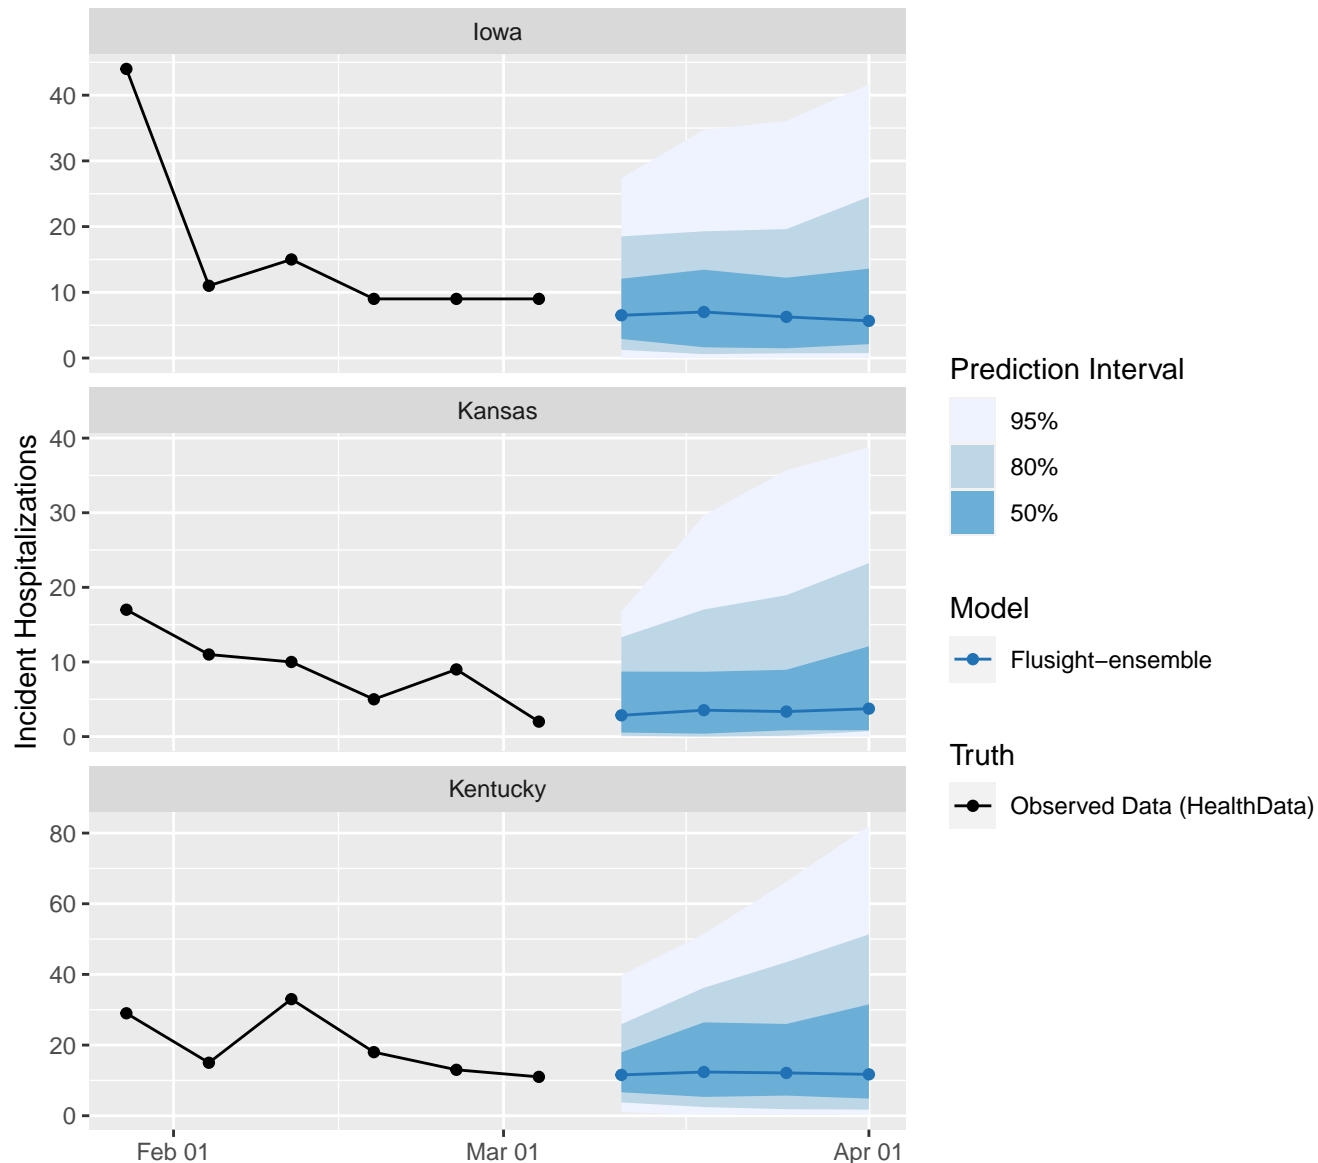 Iowa
40
30
20
10
0
Kansas
40
30
20
10
0
Kentucky
80
60
40
20
0
Feb 01
Mar 01
Apr 01
Incident Hospitalizations
Prediction Interval
95%
80%
50%
Model
Flusight−ensemble
Truth
Observed Data (HealthData)